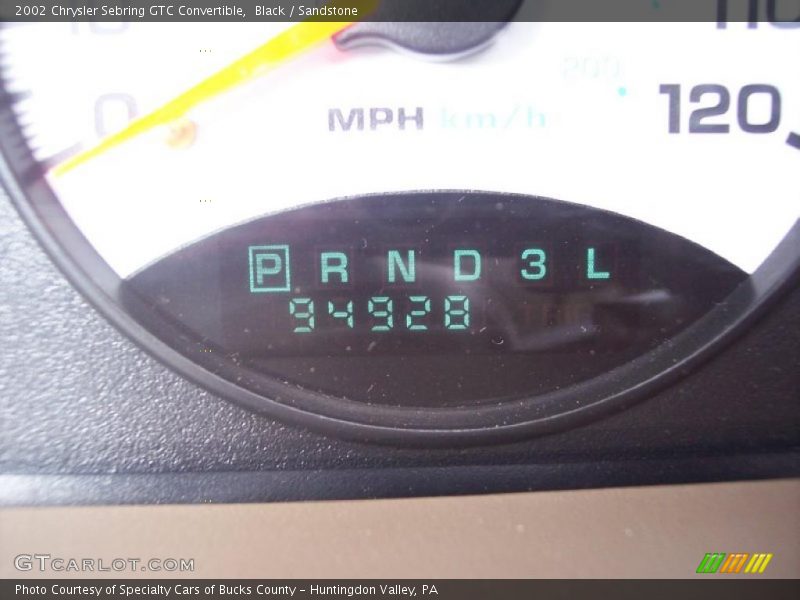 2002 Chrysler Sebring GTC Convertible,  Black / Sandstone
0
200
MPH km/h
120
P R N D 3 L
94928
GTCARLOT.COM
Photo Courtesy of Specialty Cars of Bucks County - Huntingdon Valley, PA